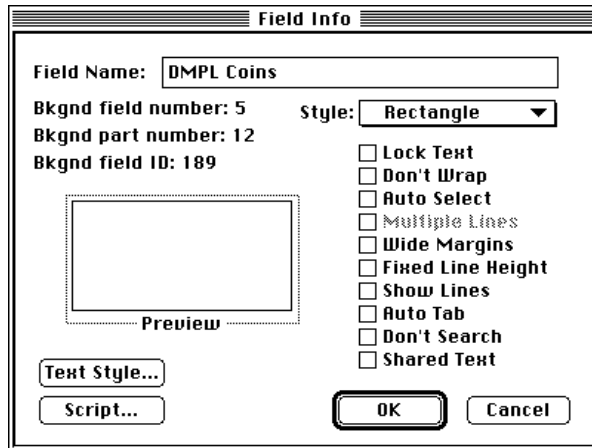 Field Info
Field Name: DMPL Coins
Bkgnd field number: 5
Style: Rectangle
Bkgnd part number: 12
Bkgnd field ID: 189
Lock Text
Don't Wrap
Auto Select
Multiple Lines
Wide Margins
Fixed Line Height
Show Lines
Auto Tab
Don't Search
Shared Text
Preview
Text Style...
Script...
OK
Cancel